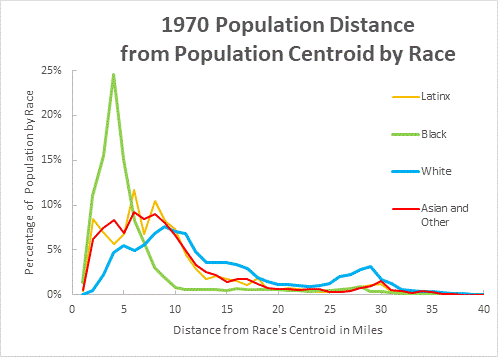 1970 Population Distance
from Population Centroid by Race
25%
20%
15%
10%
5%
0%
Percentage of Population by Race
0
5
10
15
20
25
30
35
40
Distance from Race's Centroid in Miles
Latinx
Black
White
Asian and
Other